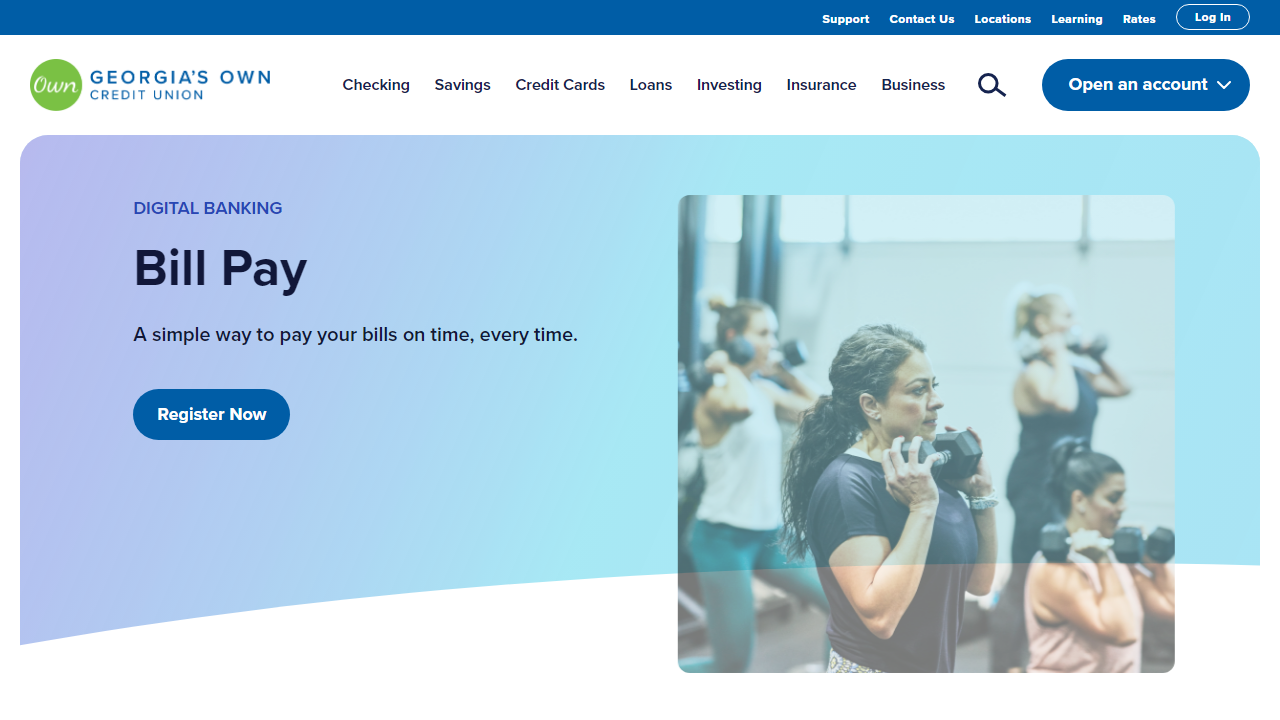 Support Contact Us Locations Learning Rates Log In
Own GEORGIA'S OWN
CREDIT UNION
Checking Savings Credit Cards Loans Investing Insurance Business Open an account
DIGITAL BANKING
Bill Pay
A simple way to pay your bills on time, every time.
Register Now